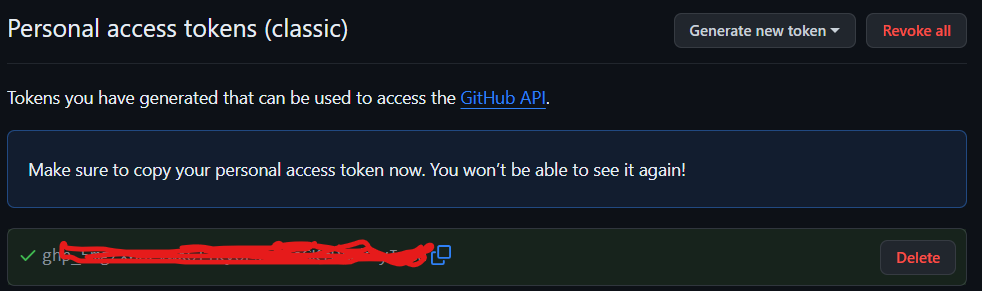 Personal access tokens (classic)
Generate new token
Revoke all
Tokens you have generated that can be used to access the GitHub API.
Make sure to copy your personal access token now. You won’t be able to see it again!
Delete